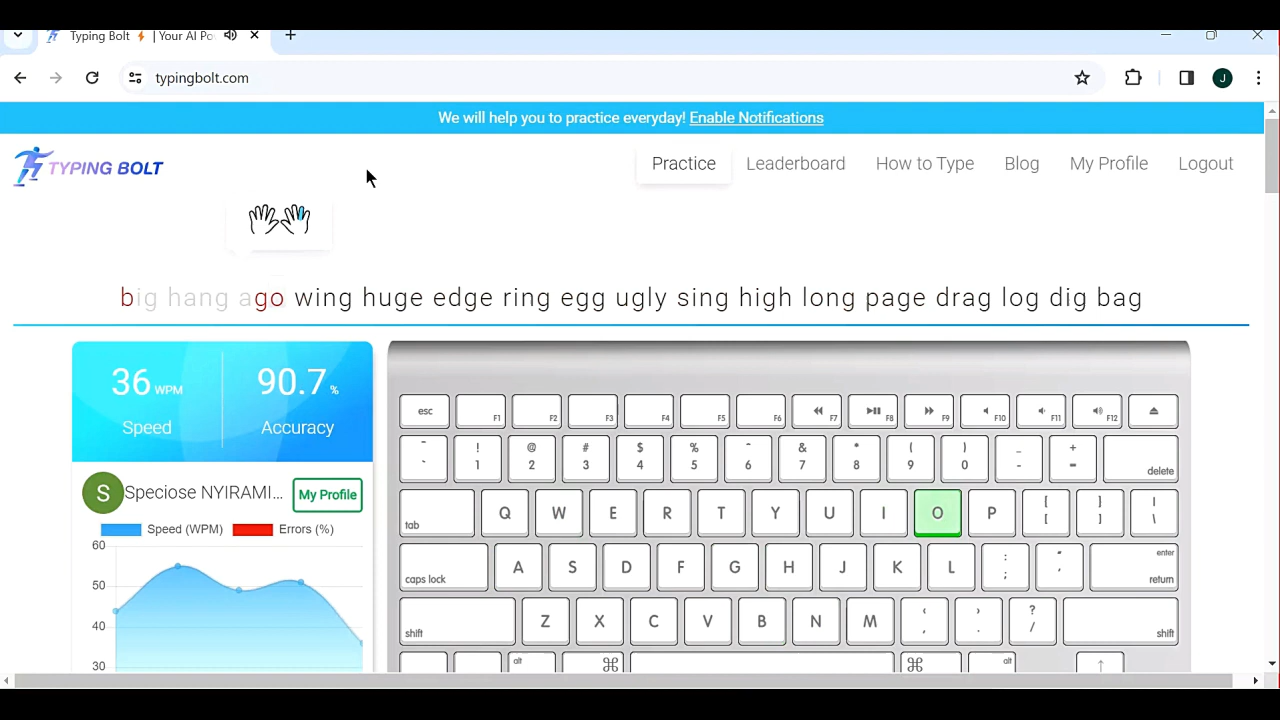 Typing Bolt ⚡ | Your AI Po
typingbolt.com
J
We will help you to practice everyday! Enable Notifications
TYPING BOLT
Practice Leaderboard How to Type Blog My Profile Logout
big hang ago wing huge edge ring egg ugly sing high long page drag log dig bag
36 WPM 90.7 %
Speed Accuracy
S Speciose NYIRAMI... My Profile
Speed (WPM) Errors (%)
60
50
40
30
esc F1 F2 F3 F4 F5 F6 F7 F8 F9 F10 F11 F12
~ ! @ # $ % ˆ & * ( ) _ +
` 1 2 3 4 5 6 7 8 9 0 - = delete
tab Q W E R T Y U I O P [ [ ] ] | \
caps lock A S D F G H J K L : ; " ' enter return
shift Z X C V B N M ‹ , › . ? / shift
alt ⌘ ⌘ alt ↑